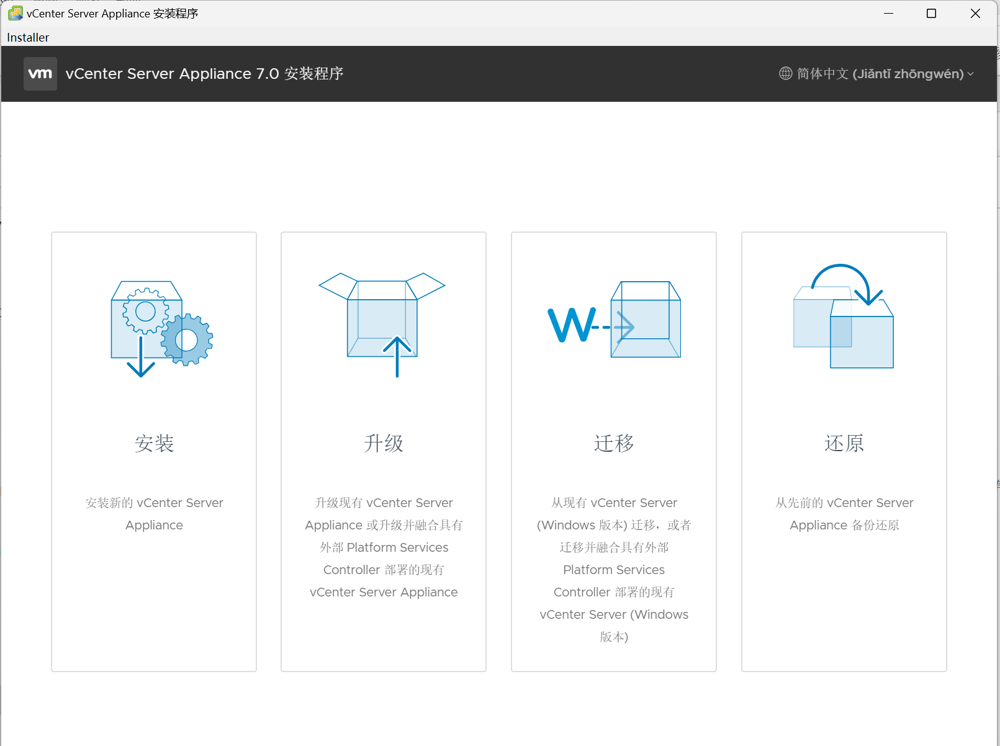 vCenter Server Appliance 安装程序
Installer
vm vCenter Server Appliance 7.0 安装程序
简体中文 (Jiǎntǐ zhōngwén)
W
安装
安装新的 vCenter Server
Appliance
升级
升级现有 vCenter Server
Appliance 或升级并融合具有
外部 Platform Services
Controller 部署的现有
vCenter Server Appliance
迁移
从现有 vCenter Server
(Windows 版本) 迁移，或者
迁移并融合具有外部
Platform Services
Controller 部署的现有
vCenter Server (Windows
版本)
还原
从先前的 vCenter Server
Appliance 备份还原